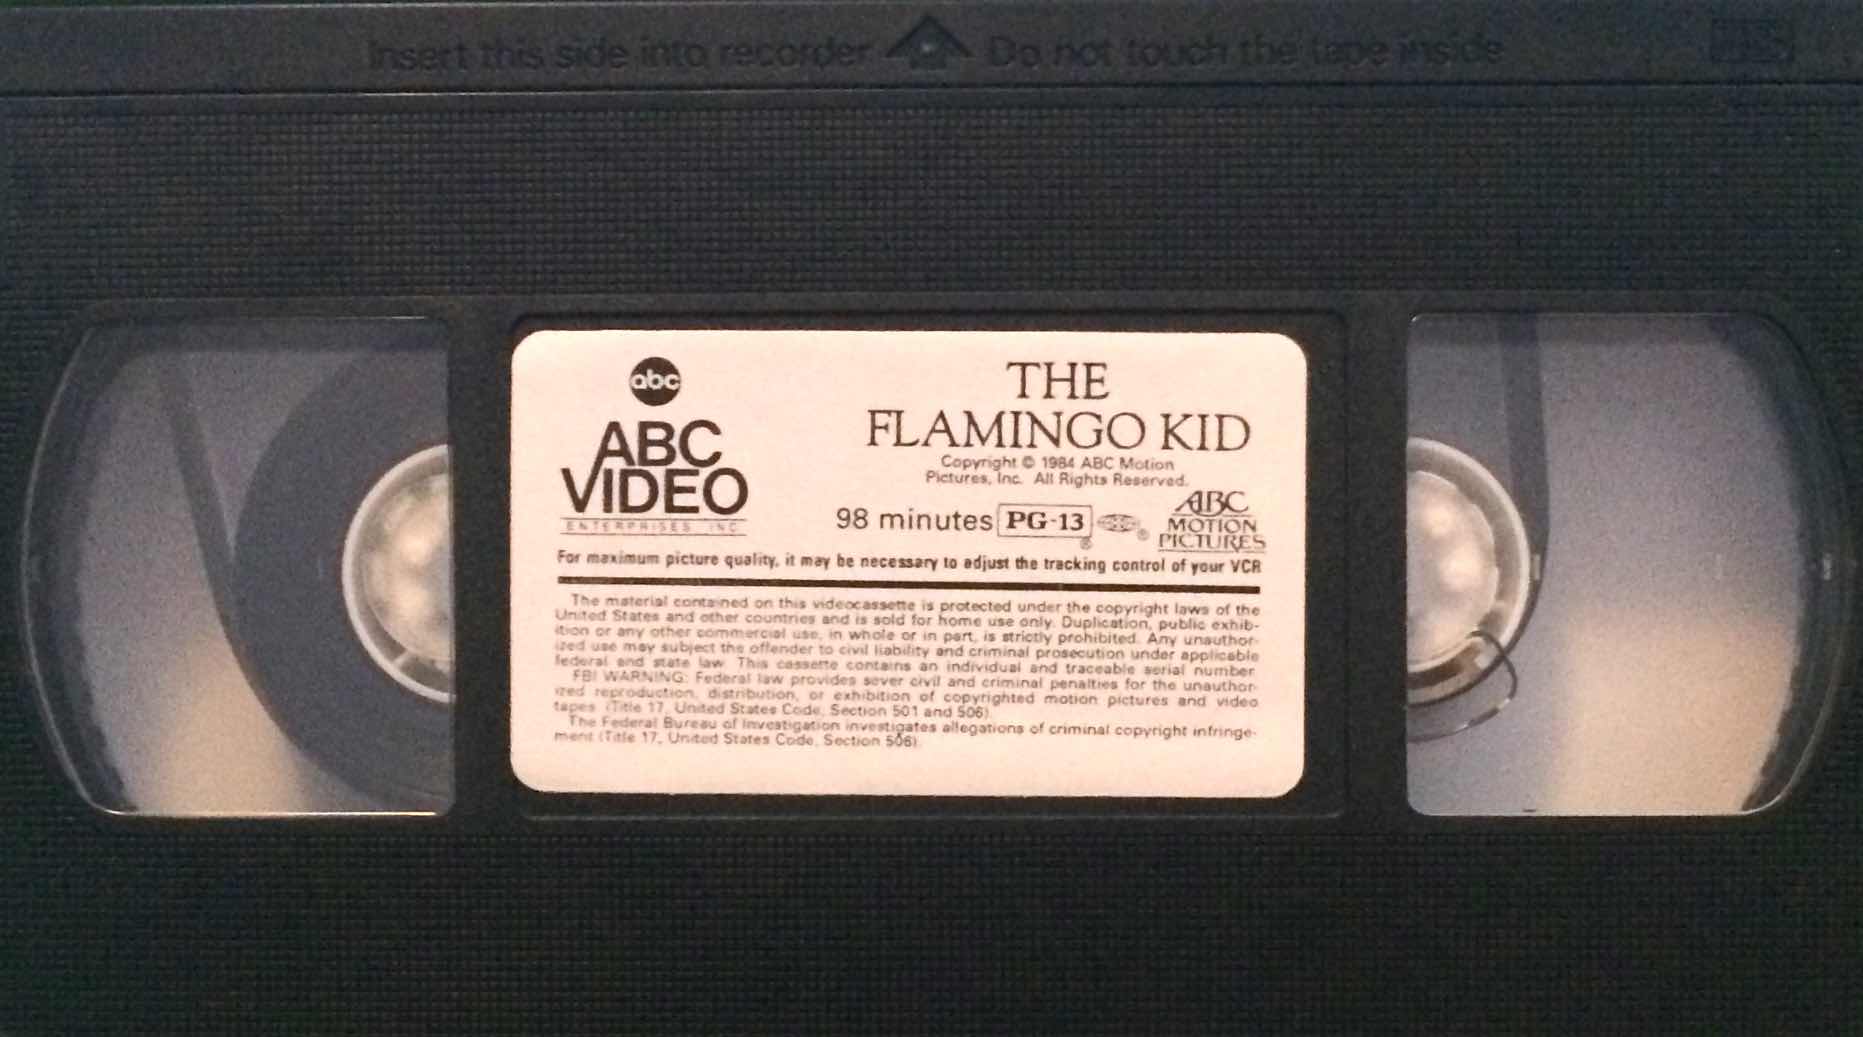 Insert this side into recorder Do not touch the tape inside
VHS
abc
ABC
VIDEO
ENTERPRISES, INC.
THE
FLAMINGO KID
Copyright © 1984 ABC Motion
Pictures, Inc. All Rights Reserved.
98 minutes PG-13 ®
®
ABC
MOTION
PICTURES
For maximum picture quality, it may be necessary to adjust the tracking control of your VCR
The material contained on this videocassette is protected under the copyright laws of the
United States and other countries and is sold for home use only. Duplication, public exhib-
ition or any other commercial use, in whole or in part, is strictly prohibited. Any unauthor-
ized use may subject the offender to civil liability and criminal prosecution under applicable
federal and state law. This cassette contains an individual and traceable serial number.
FBI WARNING: Federal law provides sever civil and criminal penalties for the unauthor-
ized reproduction, distribution, or exhibition of copyrighted motion pictures and video
tapes (Title 17, United States Code, Section 501 and 506).
The Federal Bureau of Investigation investigates allegations of criminal copyright infringe-
ment (Title 17, United States Code, Section 506).